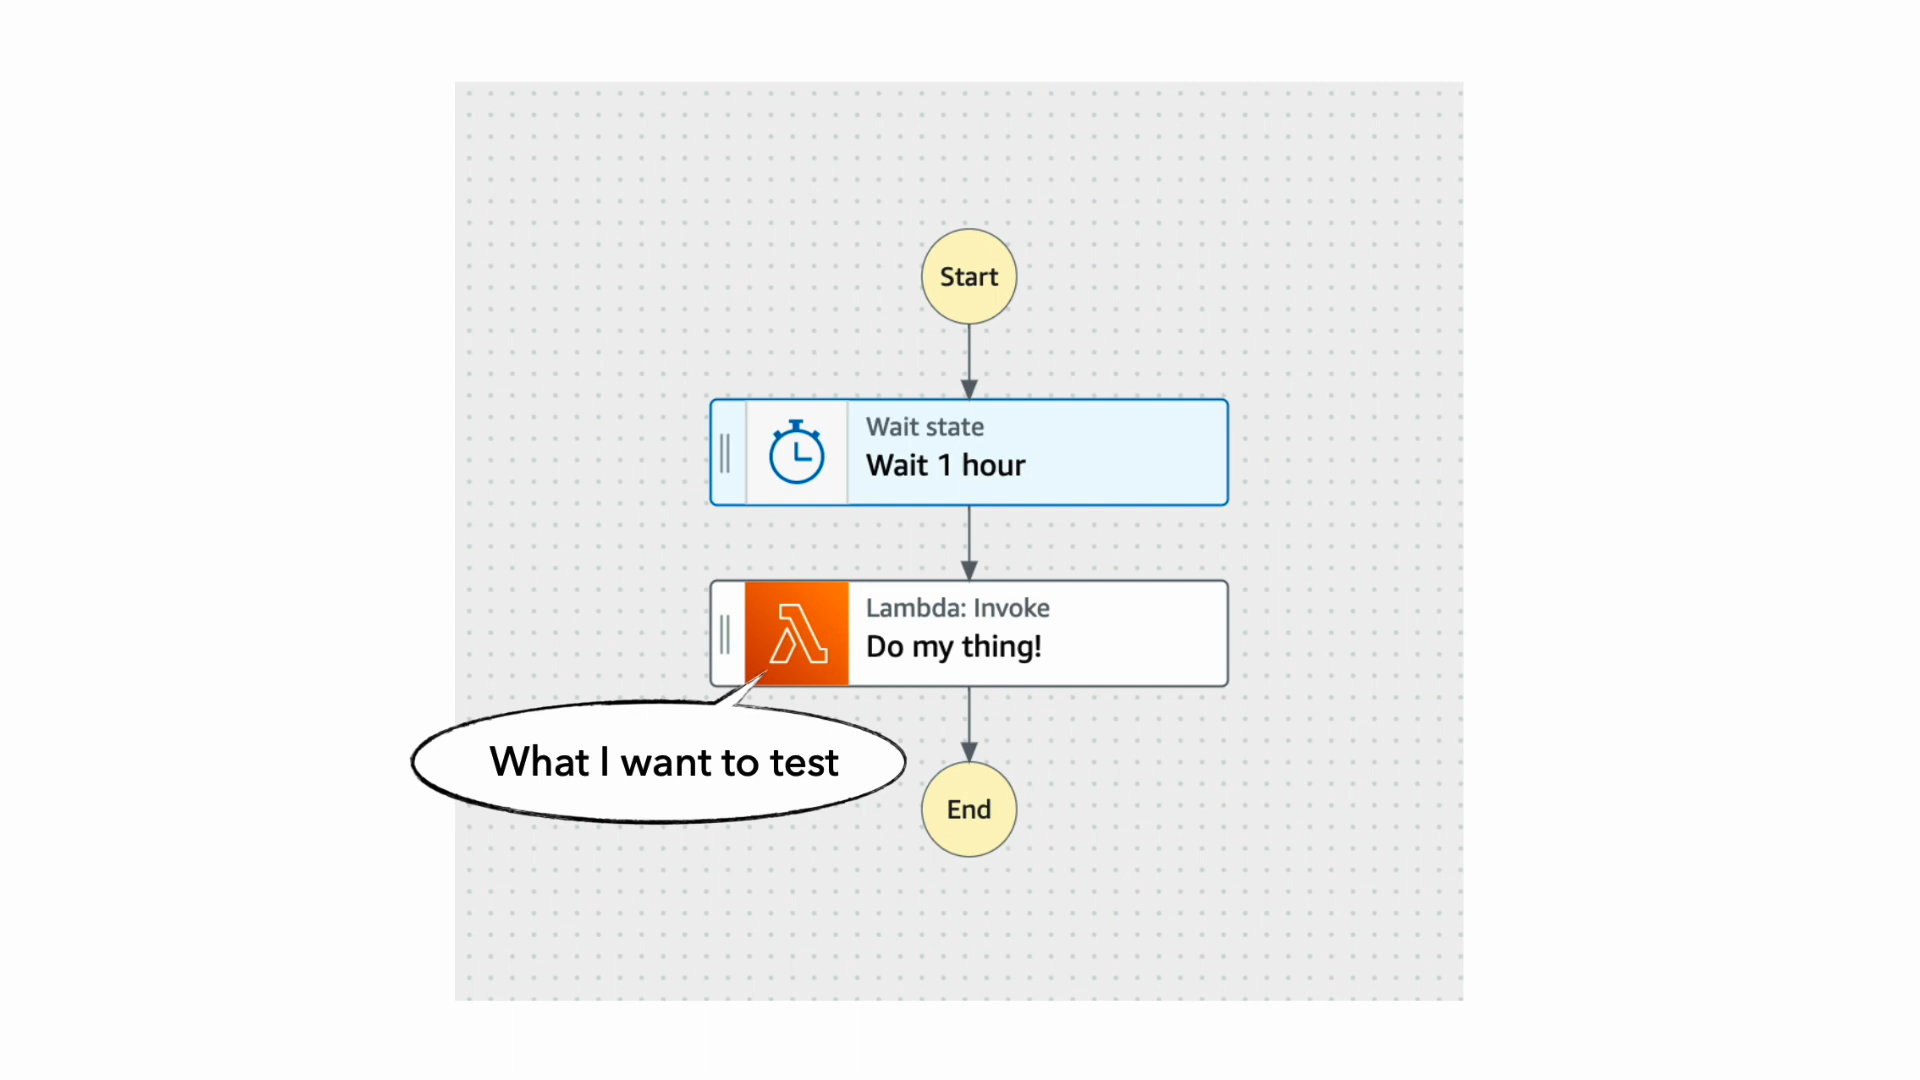 Start
Wait state
Wait 1 hour
Lambda: Invoke
Do my thing!
What I want to test
End